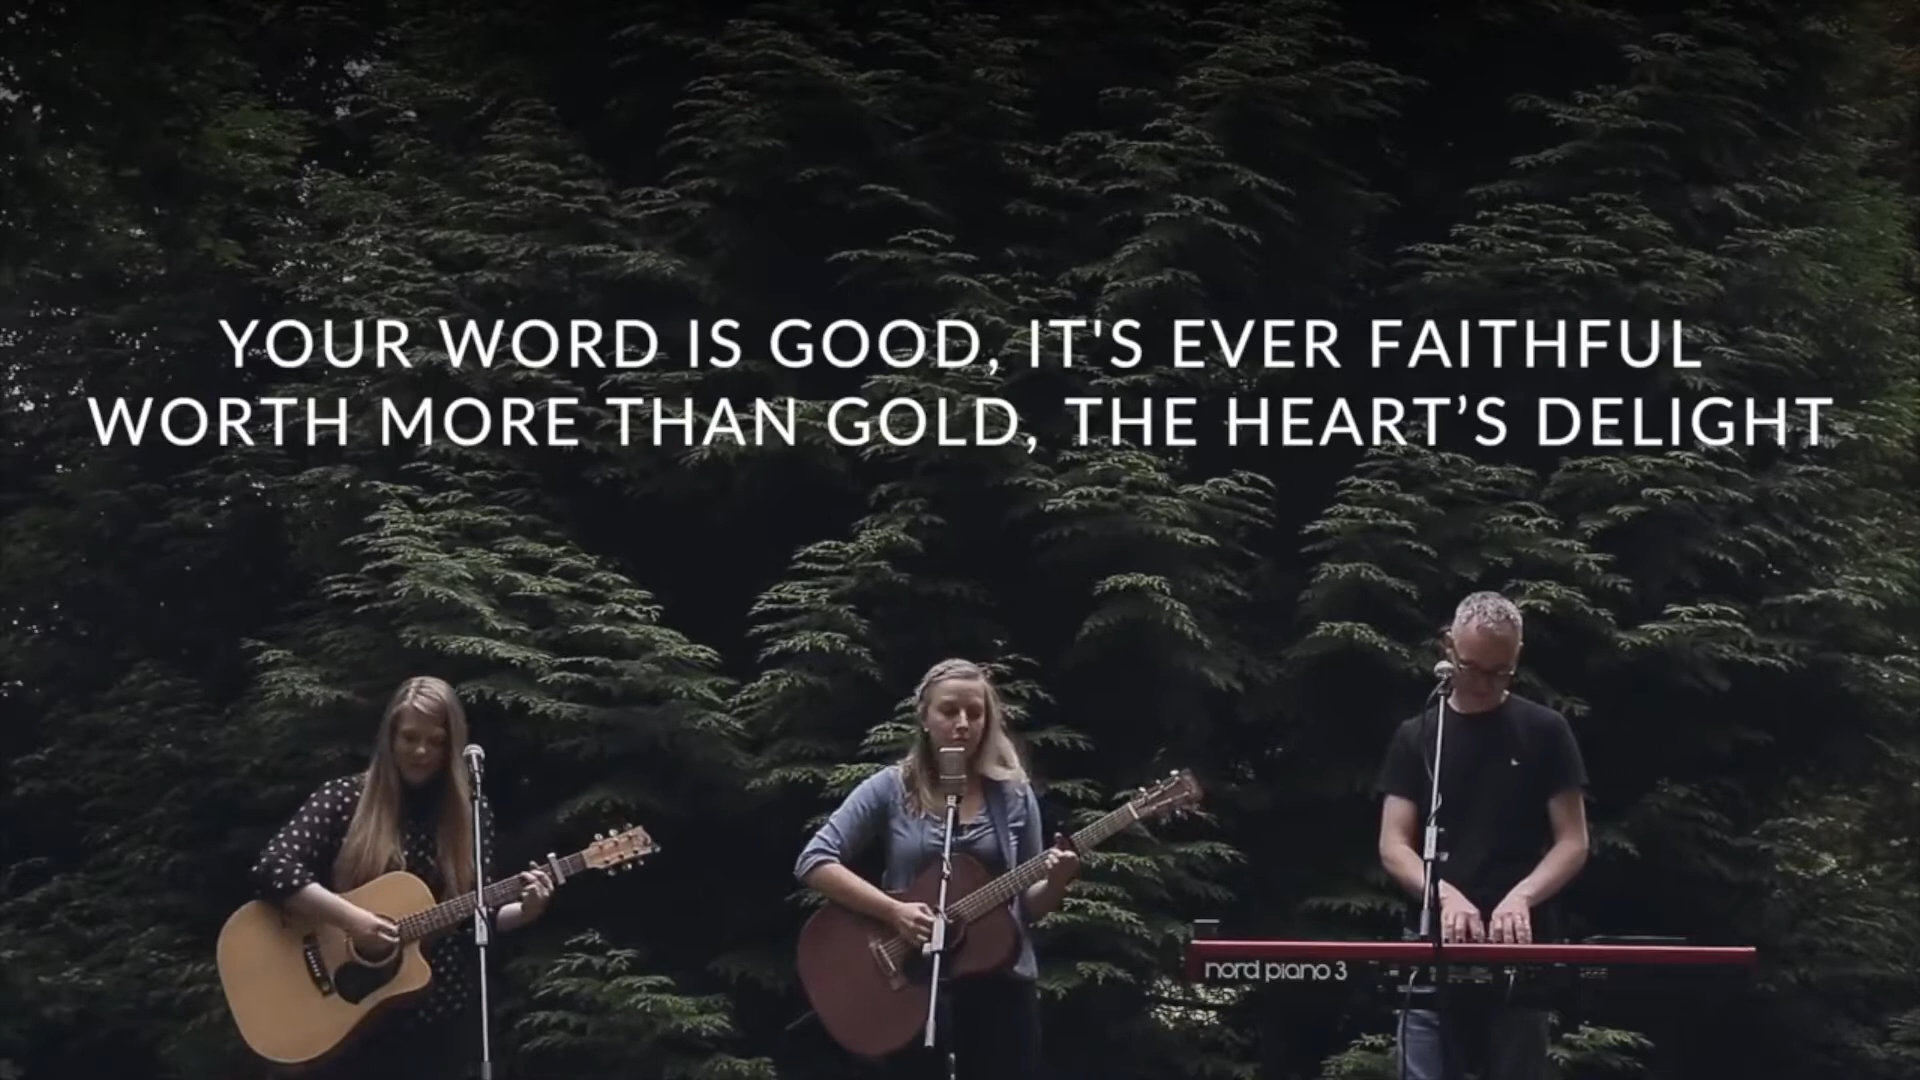 YOUR WORD IS GOOD, IT'S EVER FAITHFUL
WORTH MORE THAN GOLD, THE HEART’S DELIGHT
nord piano 3